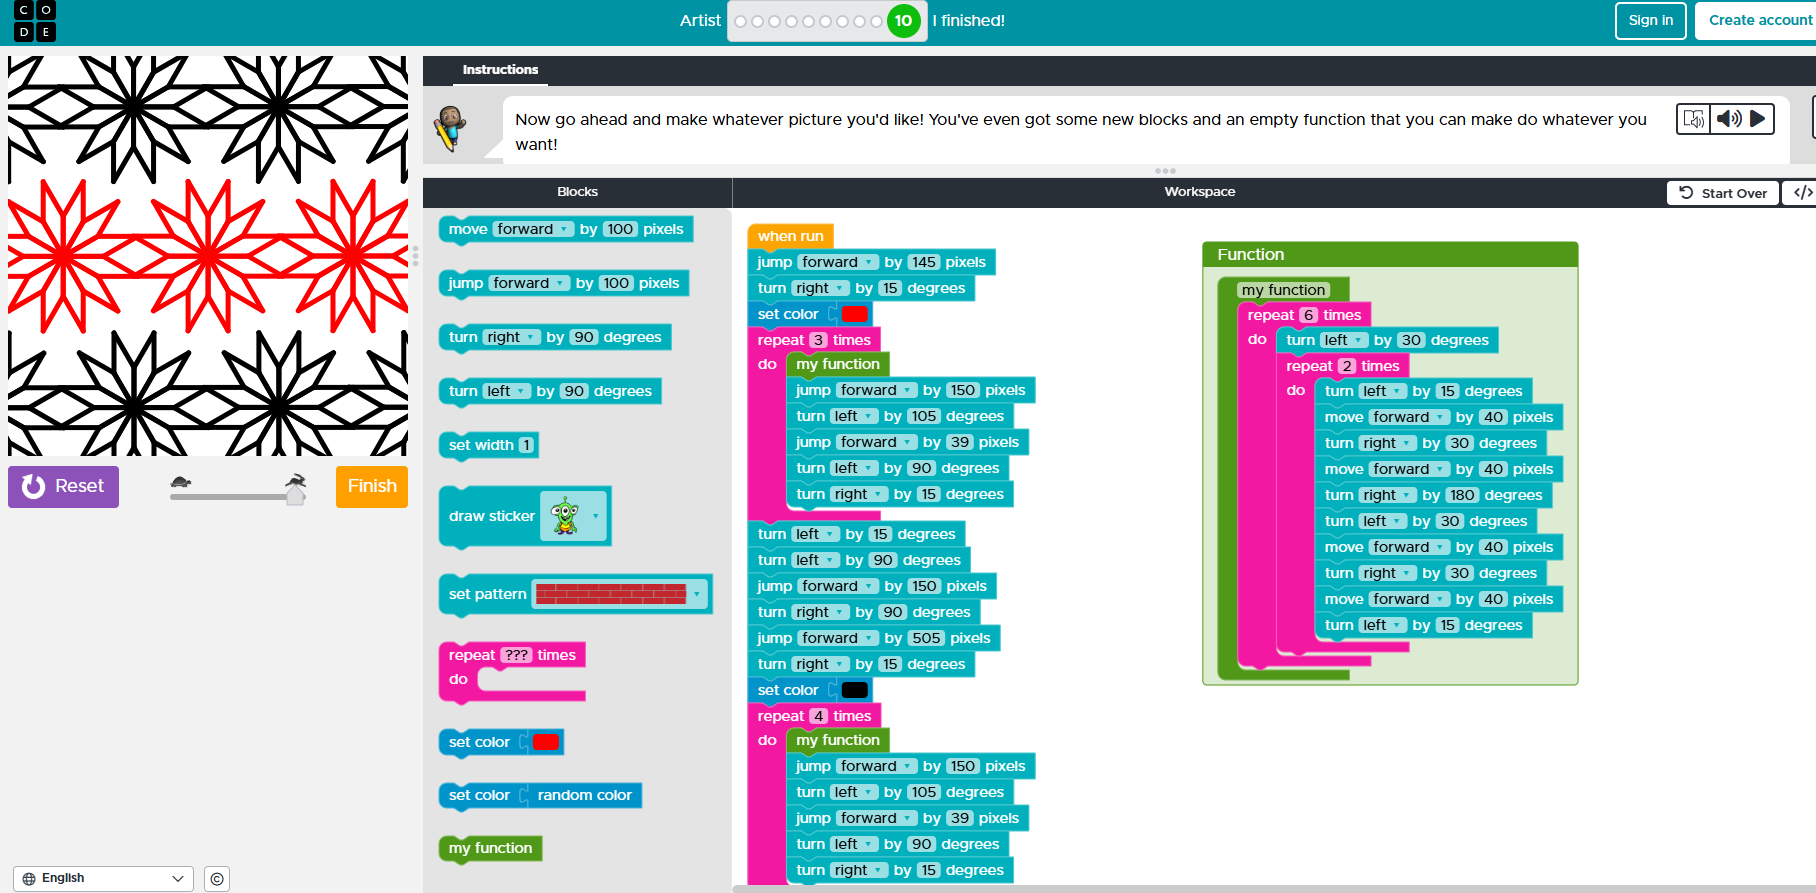 C O
D E
Artist
10
I finished!
Sign in
Create account
Instructions
Now go ahead and make whatever picture you'd like! You've even got some new blocks and an empty function that you can make do whatever you
want!
Blocks
Workspace
Start Over
</>
move forward by 100 pixels
jump forward by 100 pixels
turn right by 90 degrees
turn left by 90 degrees
set width 1
draw sticker
set pattern
repeat ??? times
do
set color
set color random color
my function
when run
jump forward by 145 pixels
turn right by 15 degrees
set color
repeat 3 times
do my function
jump forward by 150 pixels
turn left by 105 degrees
jump forward by 39 pixels
turn left by 90 degrees
turn right by 15 degrees
turn left by 15 degrees
turn left by 90 degrees
jump forward by 150 pixels
turn right by 90 degrees
jump forward by 505 pixels
turn right by 15 degrees
set color
repeat 4 times
do my function
jump forward by 150 pixels
turn left by 105 degrees
jump forward by 39 pixels
turn left by 90 degrees
turn right by 15 degrees
Function
my function
repeat 6 times
do turn left by 30 degrees
repeat 2 times
do turn left by 15 degrees
move forward by 40 pixels
turn right by 30 degrees
move forward by 40 pixels
turn right by 180 degrees
turn left by 30 degrees
move forward by 40 pixels
turn right by 30 degrees
move forward by 40 pixels
turn left by 15 degrees
Reset
Finish
English
©